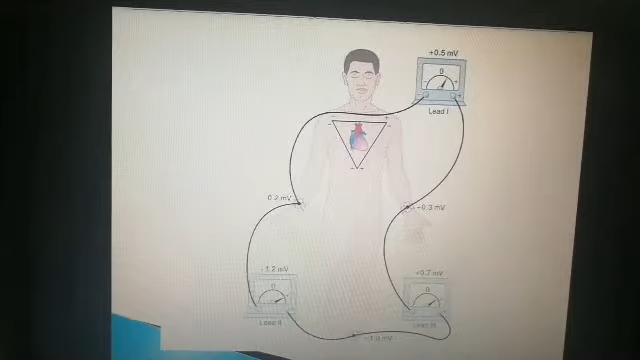 +0.5 mV
0
− +
Lead I
− +
0.2 mV
+0.3 mV
+1.2 mV
+0.7 mV
0
0
Lead II
Lead III